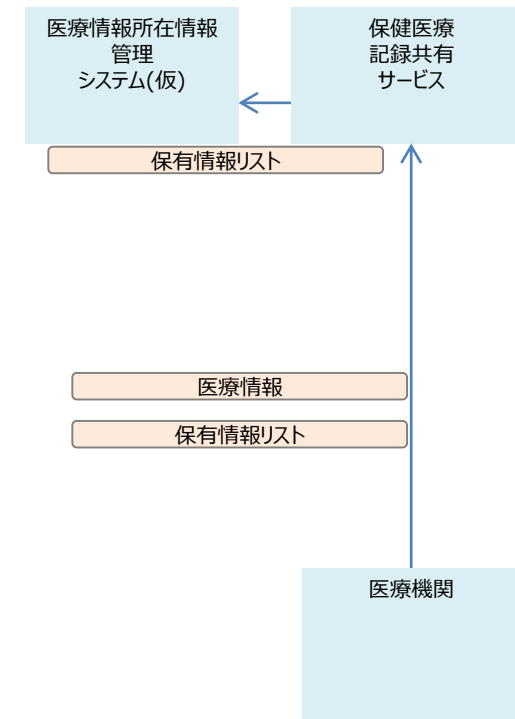 医療情報所在情報
管理
システム(仮)
保健医療
記録共有
サービス
保有情報リスト
医療情報
保有情報リスト
医療機関